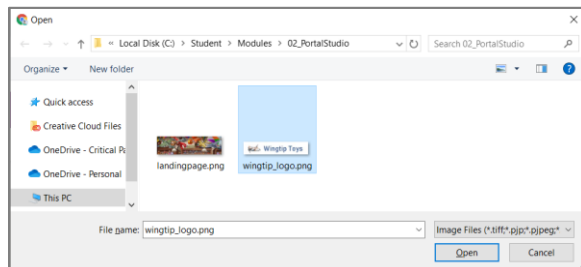 Open
« Local Disk (C:) > Student > Modules > 02_PortalStudio
Search 02_PortalStudio
Organize
New folder
Quick access
Creative Cloud Files
OneDrive - Critical Pa
OneDrive - Personal
This PC
Wingtip Toys
landingpage.png
wingtip_logo.png
File name: wingtip_logo.png
Image Files (*.tiff;*.pjp;*.pjpeg;*
Open
Cancel